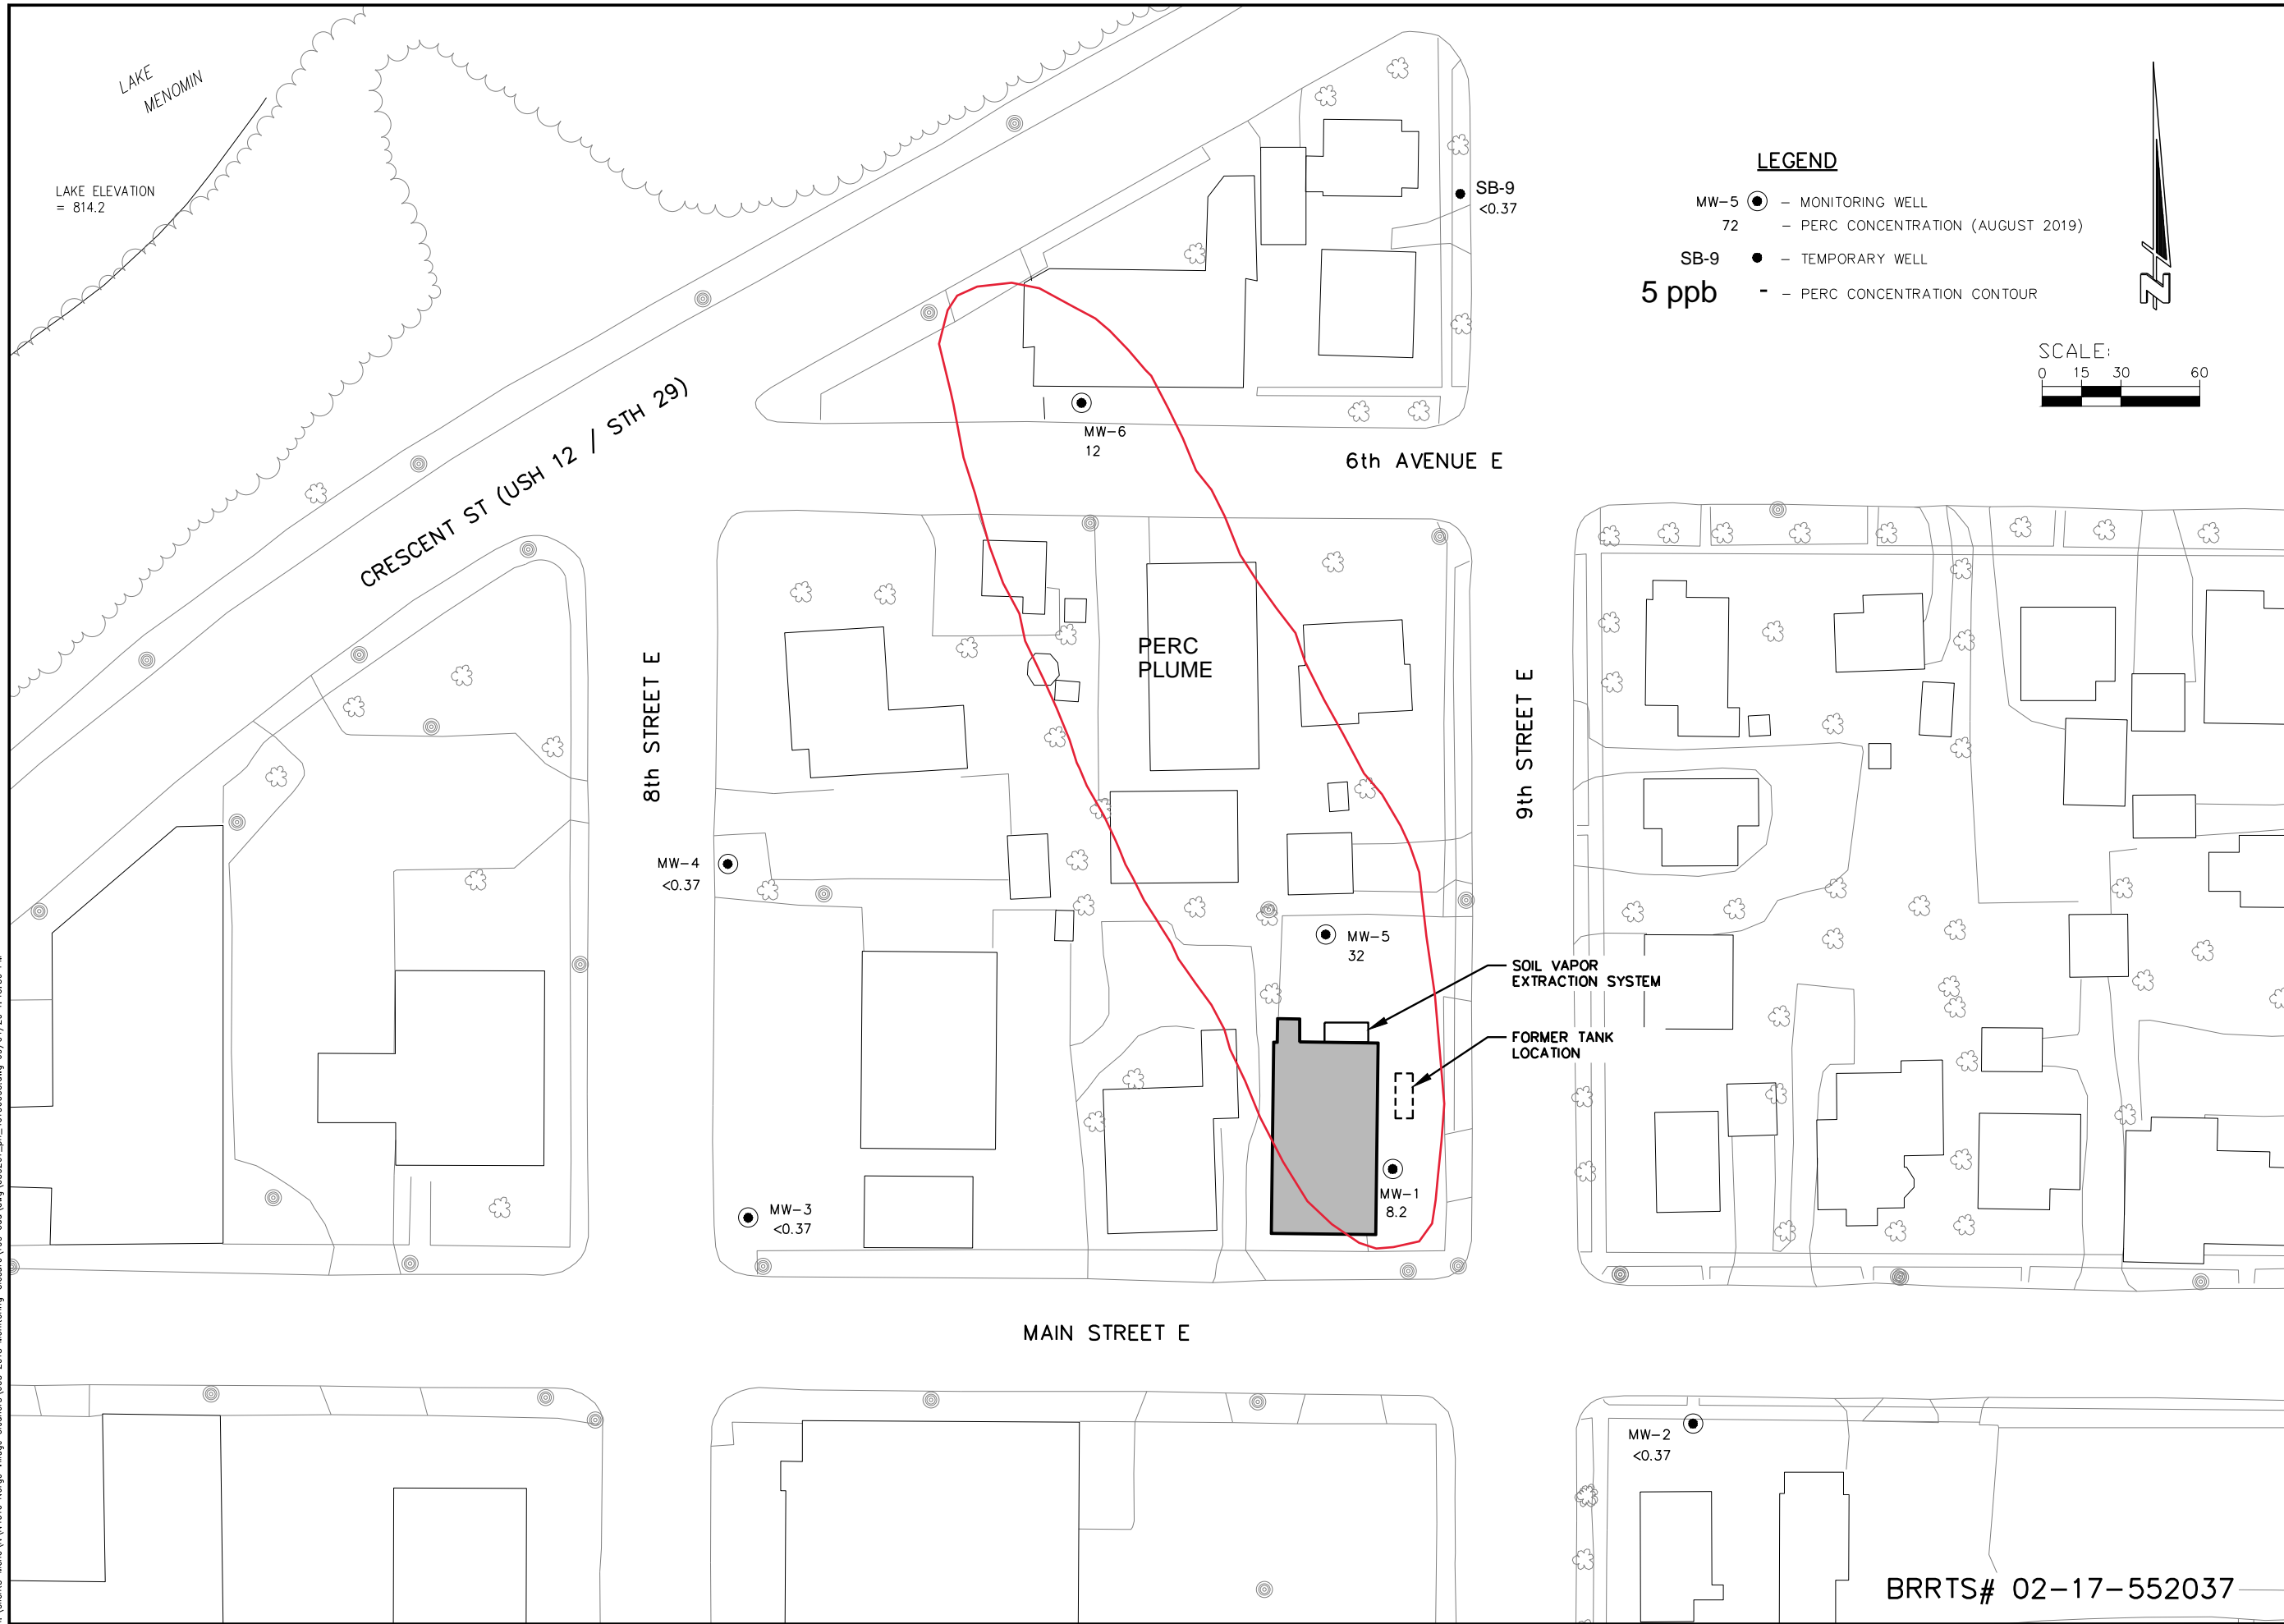 LAKE
MENOMIN
LAKE ELEVATION
= 814.2
SB-9
<0.37
LEGEND
MW-5 – MONITORING WELL
72 – PERC CONCENTRATION (AUGUST 2019)
SB-9 – TEMPORARY WELL
5 ppb - – PERC CONCENTRATION CONTOUR
N
SCALE:
0 15 30 60
CRESCENT ST (USH 12 / STH 29)
MW-6
12
6th AVENUE E
8th STREET E
PERC
PLUME
9th STREET E
MW-4
<0.37
MW-5
32
SOIL VAPOR
EXTRACTION SYSTEM
FORMER TANK
LOCATION
MW-1
8.2
MW-3
<0.37
MAIN STREET E
MW-2
<0.37
BRRTS# 02-17-552037